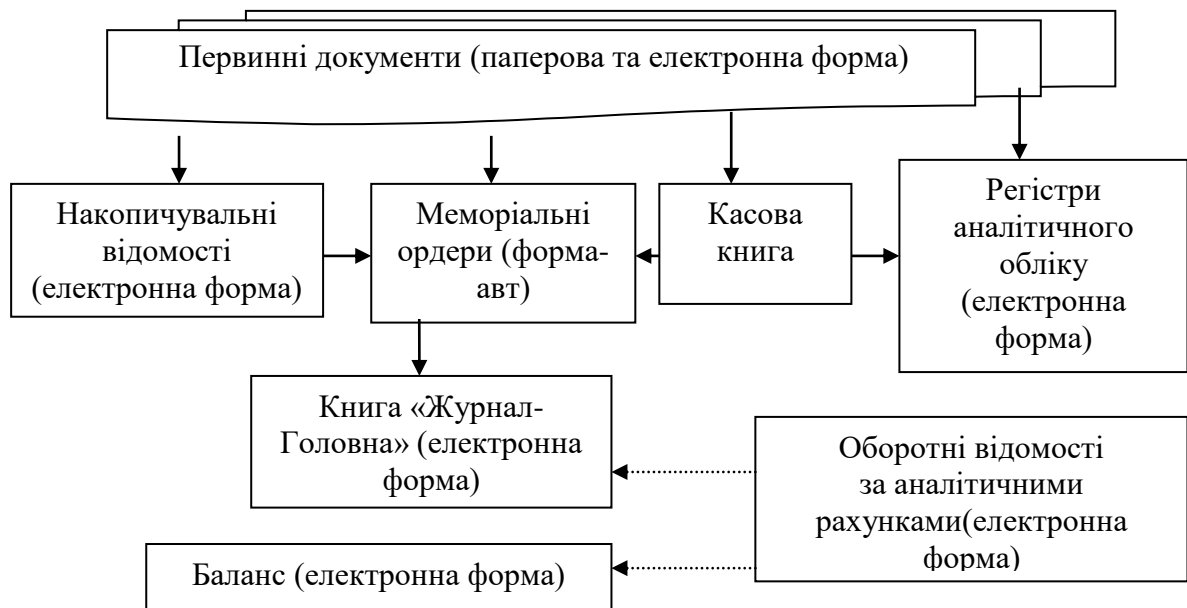 Первинні документи (паперова та електронна форма)
Накопичувальні
відомості
(електронна форма)
Меморіальні
ордери (форма-
авт)
Касова
книга
Регістри
аналітичного
обліку
(електронна
форма)
Книга «Журнал-
Головна» (електронна
форма)
Оборотні відомості
за аналітичними
рахунками(електронна
форма)
Баланс (електронна форма)